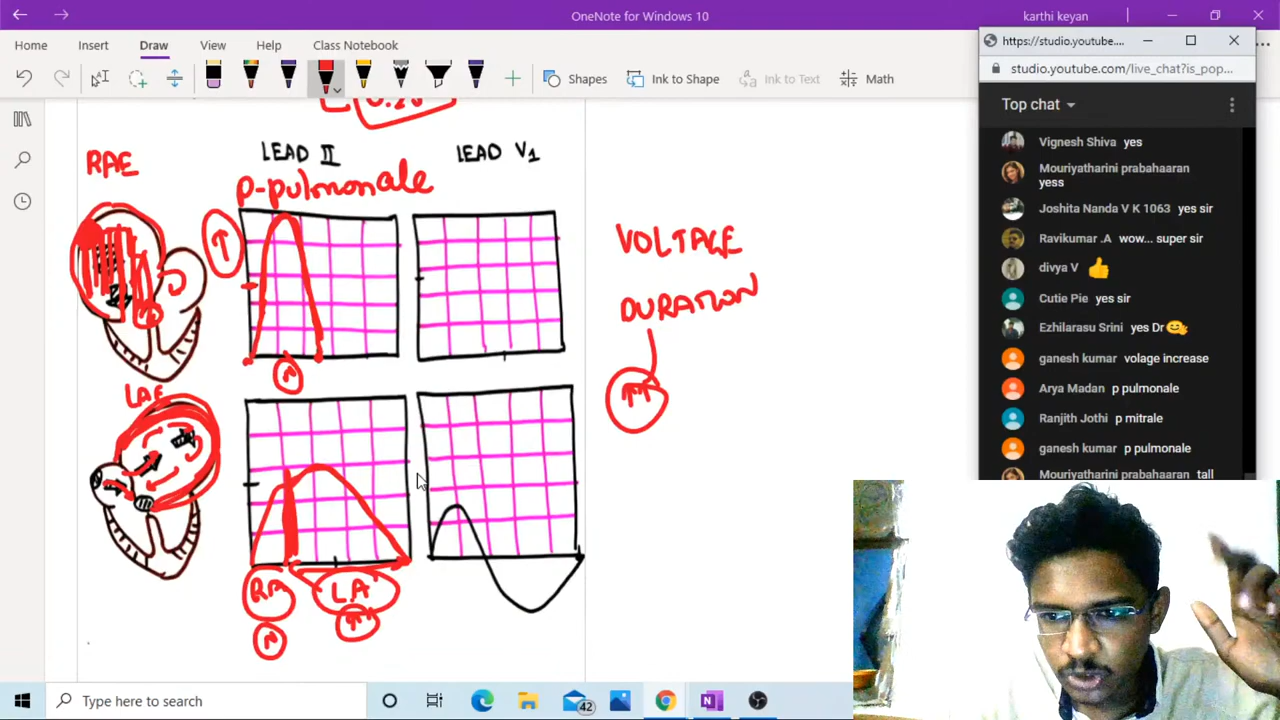 OneNote for Windows 10
karthi keyan
Home
Insert
Draw
View
Help
Class Notebook
Shapes
Ink to Shape
Ink to Text
Math
https://studio.youtube....
studio.youtube.com/live_chat?is_pop...
Top chat
Vignesh Shiva yes
Mouriyatharini prabahaaran
yess
Joshita Nanda V K 1063 yes sir
Ravikumar .A wow... super sir
divya V
Cutie Pie yes sir
Ezhilarasu Srini yes Dr
ganesh kumar volage increase
Arya Madan p pulmonale
Ranjith Jothi p mitrale
ganesh kumar p pulmonale
Mouriyatharini prabahaaran tall
LEAD II
LEAD V1
RAE
P-pulmonale
VOLTAGE
DURATION
LAE
RA
LA
Type here to search
42